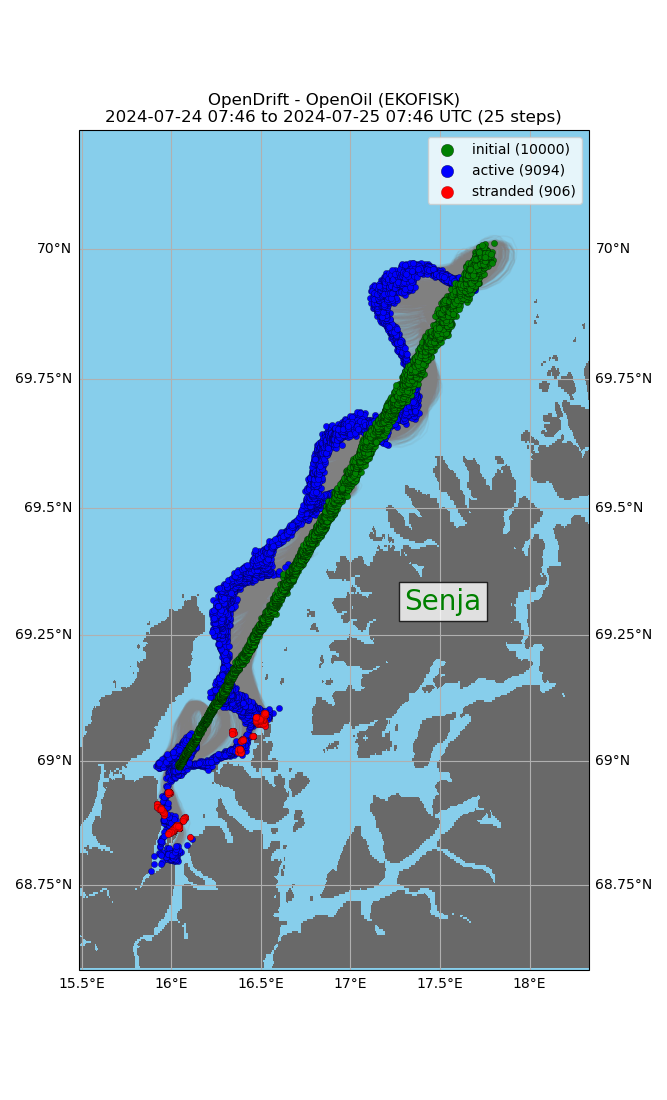 OpenDrift - OpenOil (EKOFISK)
2024-07-24 07:46 to 2024-07-25 07:46 UTC (25 steps)
initial (10000)
active (9094)
stranded (906)
70°N 70°N
69.75°N 69.75°N
69.5°N 69.5°N
Senja
69.25°N 69.25°N
69°N 69°N
68.75°N 68.75°N
15.5°E 16°E 16.5°E 17°E 17.5°E 18°E